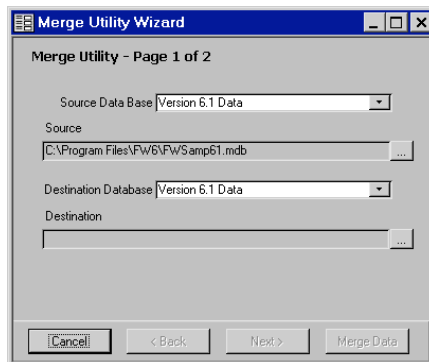 Merge Utility Wizard
Merge Utility - Page 1 of 2
Source Data Base Version 6.1 Data
Source
C:\Program Files\FW6\FWSamp61.mdb ...
Destination Database Version 6.1 Data
Destination
...
Cancel < Back Next > Merge Data